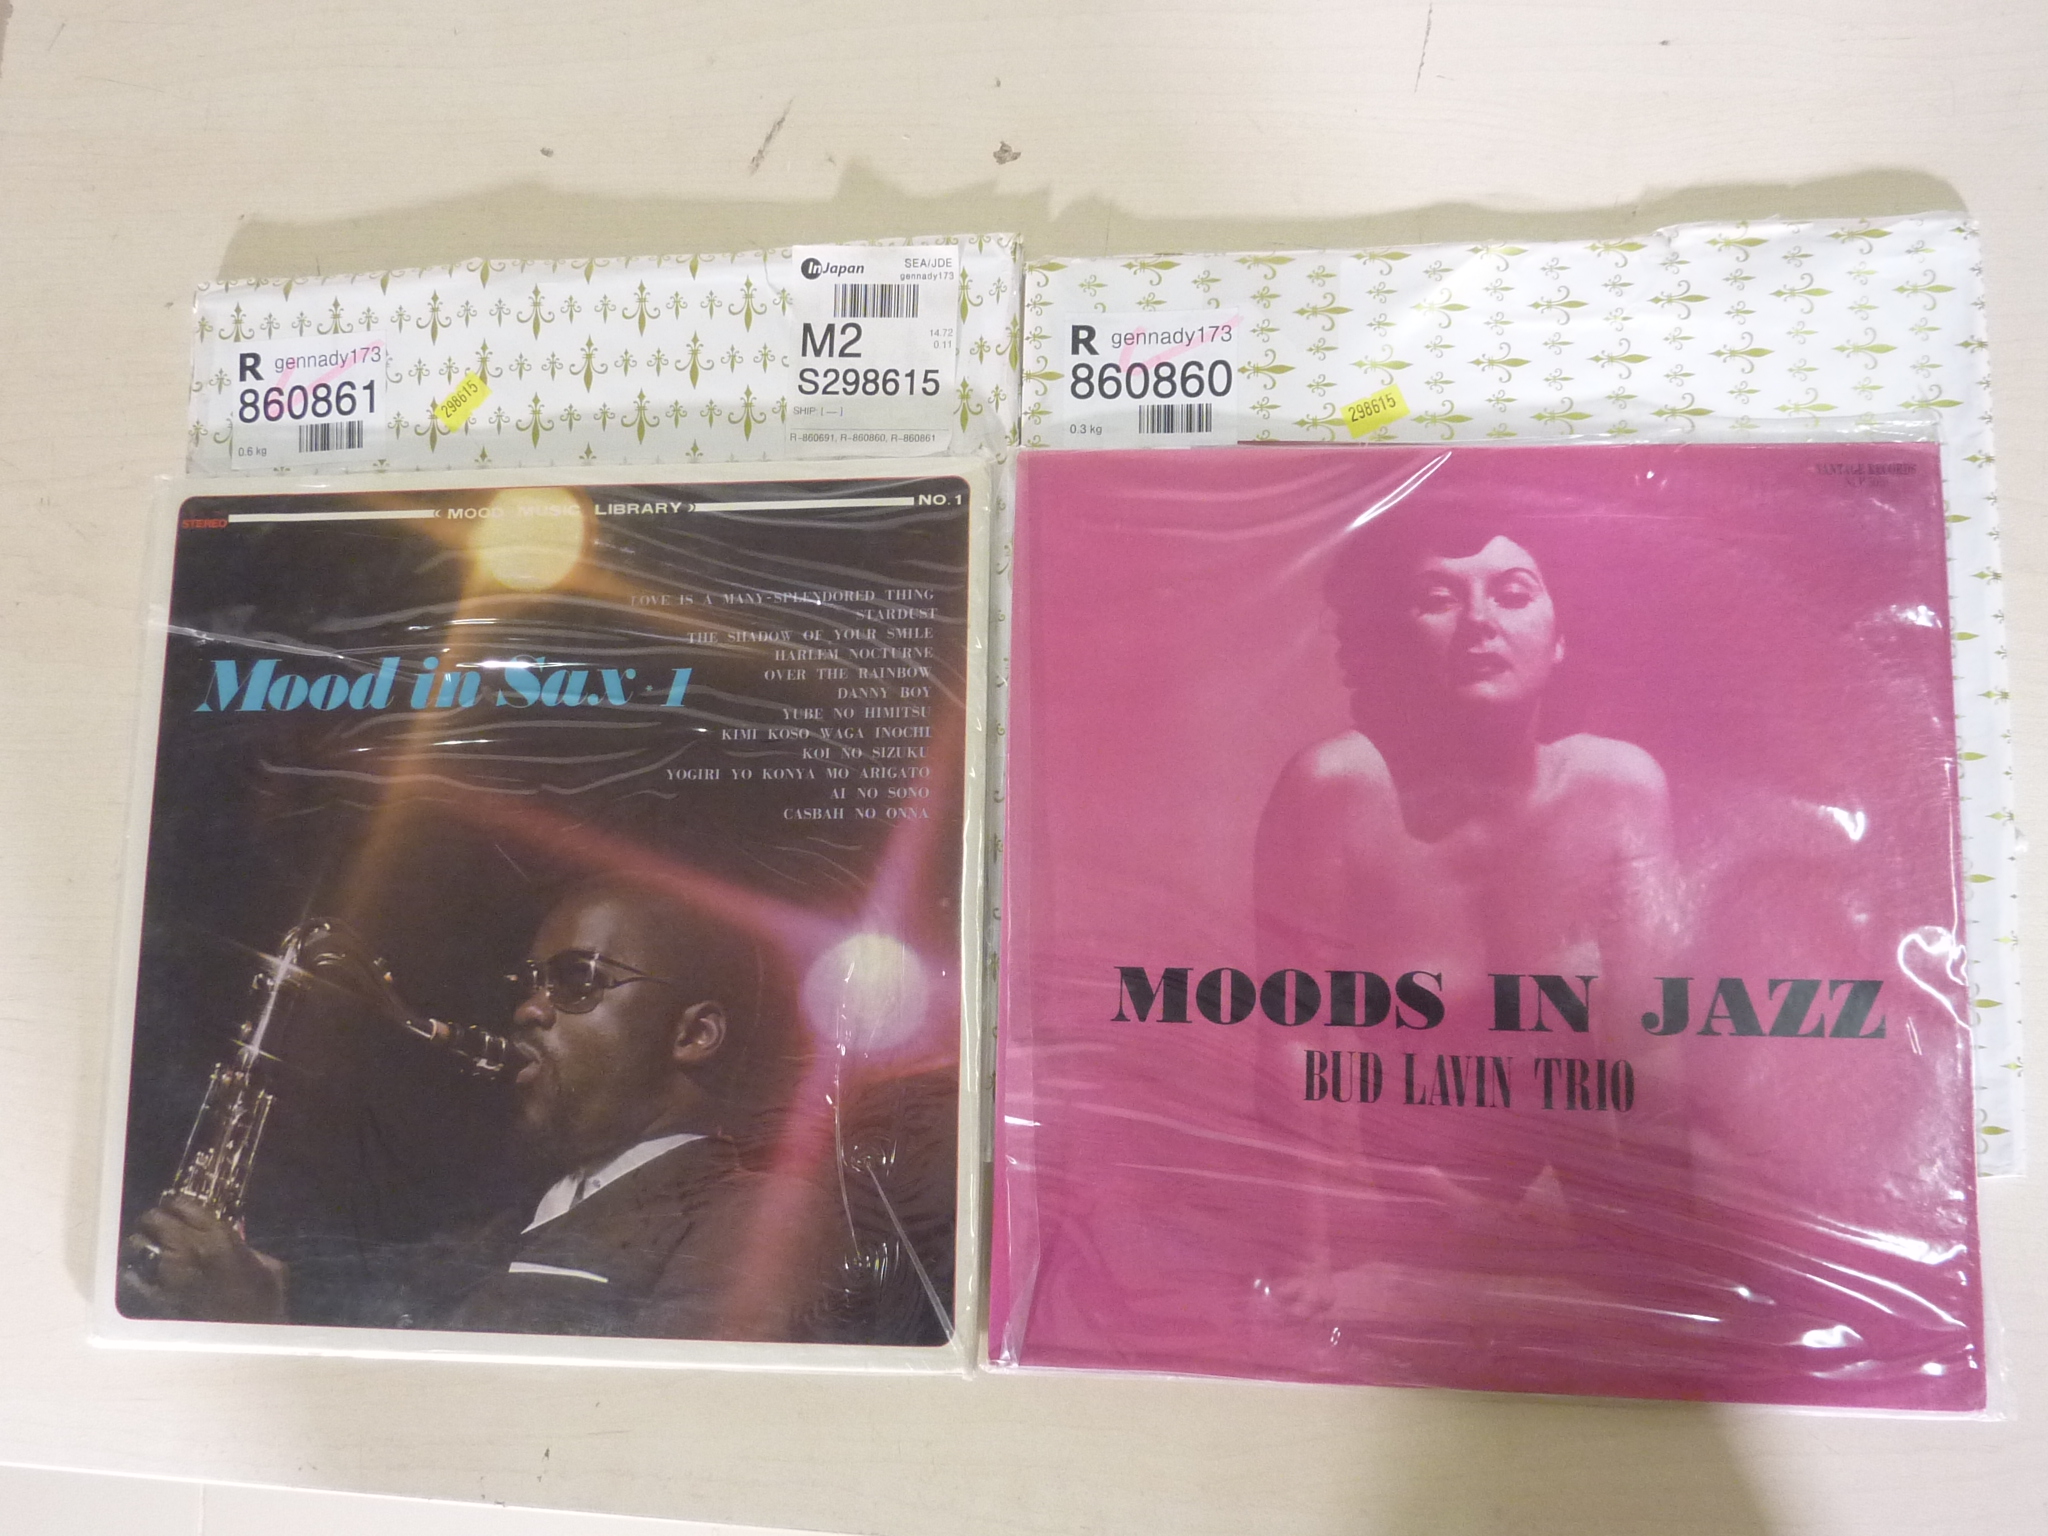 InJapan
SEA/JDE
gennady173
M2
14.72
0.11
S298615
SHIP: [ — ]
R-860691, R-860860, R-860861
R gennady173
860861
0.6 kg
298615
R gennady173
860860
0.3 kg
298615
STEREO
‹ MOOD MUSIC LIBRARY ›
NO. 1
LOVE IS A MANY-SPLENDORED THING
STARDUST
THE SHADOW OF YOUR SMILE
HARLEM NOCTURNE
OVER THE RAINBOW
DANNY BOY
YUBE NO HIMITSU
KIMI KOSO WAGA INOCHI
KOI NO SIZUKU
YOGIRI YO KONYA MO ARIGATO
AI NO SONO
CASBAH NO ONNA
Mood in Sax·1
VANTAGE RECORDS
MOODS IN JAZZ
BUD LAVIN TRIO